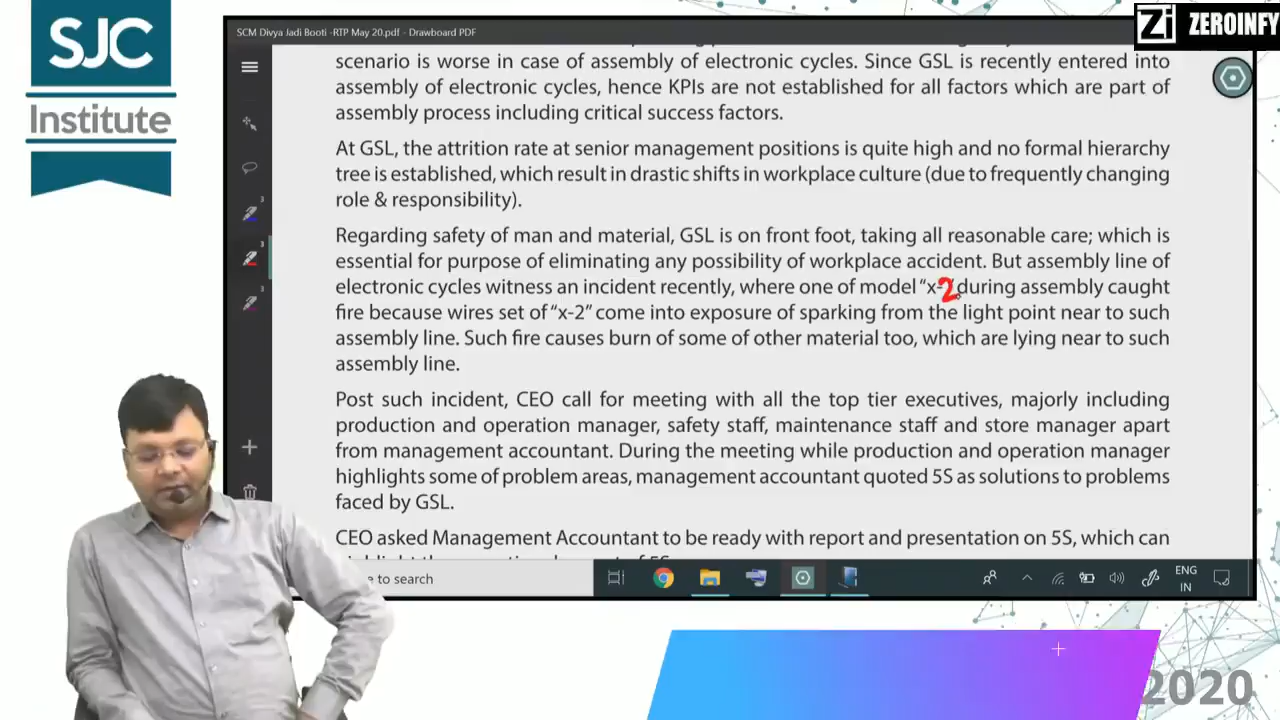 SJC
Institute
ZEROINFY
SCM Divya Jadi Booti -RTP May 20.pdf - Drawboard PDF
scenario is worse in case of assembly of electronic cycles. Since GSL is recently entered into
assembly of electronic cycles, hence KPIs are not established for all factors which are part of
assembly process including critical success factors.
At GSL, the attrition rate at senior management positions is quite high and no formal hierarchy
tree is established, which result in drastic shifts in workplace culture (due to frequently changing
role & responsibility).
Regarding safety of man and material, GSL is on front foot, taking all reasonable care; which is
essential for purpose of eliminating any possibility of workplace accident. But assembly line of
electronic cycles witness an incident recently, where one of model “x-2 during assembly caught
fire because wires set of “x-2” come into exposure of sparking from the light point near to such
assembly line. Such fire causes burn of some of other material too, which are lying near to such
assembly line.
Post such incident, CEO call for meeting with all the top tier executives, majorly including
production and operation manager, safety staff, maintenance staff and store manager apart
from management accountant. During the meeting while production and operation manager
highlights some of problem areas, management accountant quoted 5S as solutions to problems
faced by GSL.
CEO asked Management Accountant to be ready with report and presentation on 5S, which can
e to search
ENG
IN
2020